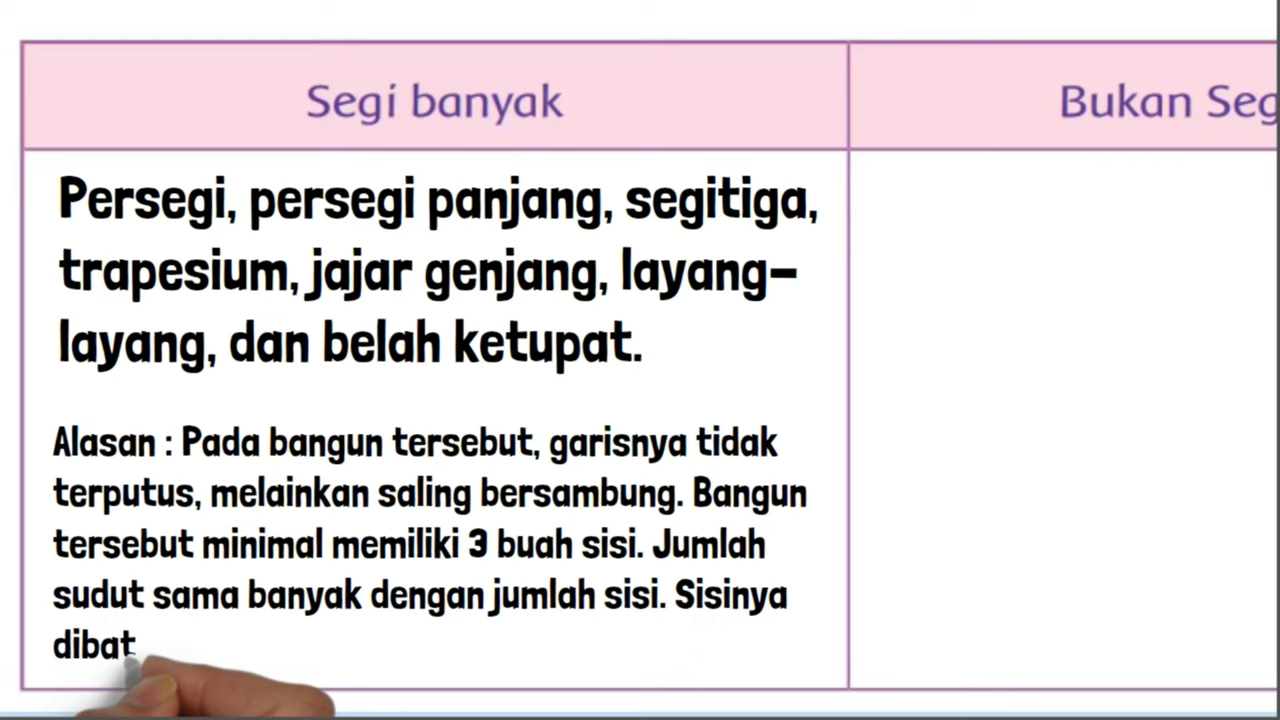 Segi banyak
Bukan Seg
Persegi, persegi panjang, segitiga,
trapesium, jajar genjang, layang-
layang, dan belah ketupat.
Alasan : Pada bangun tersebut, garisnya tidak
terputus, melainkan saling bersambung. Bangun
tersebut minimal memiliki 3 buah sisi. Jumlah
sudut sama banyak dengan jumlah sisi. Sisinya
dibat